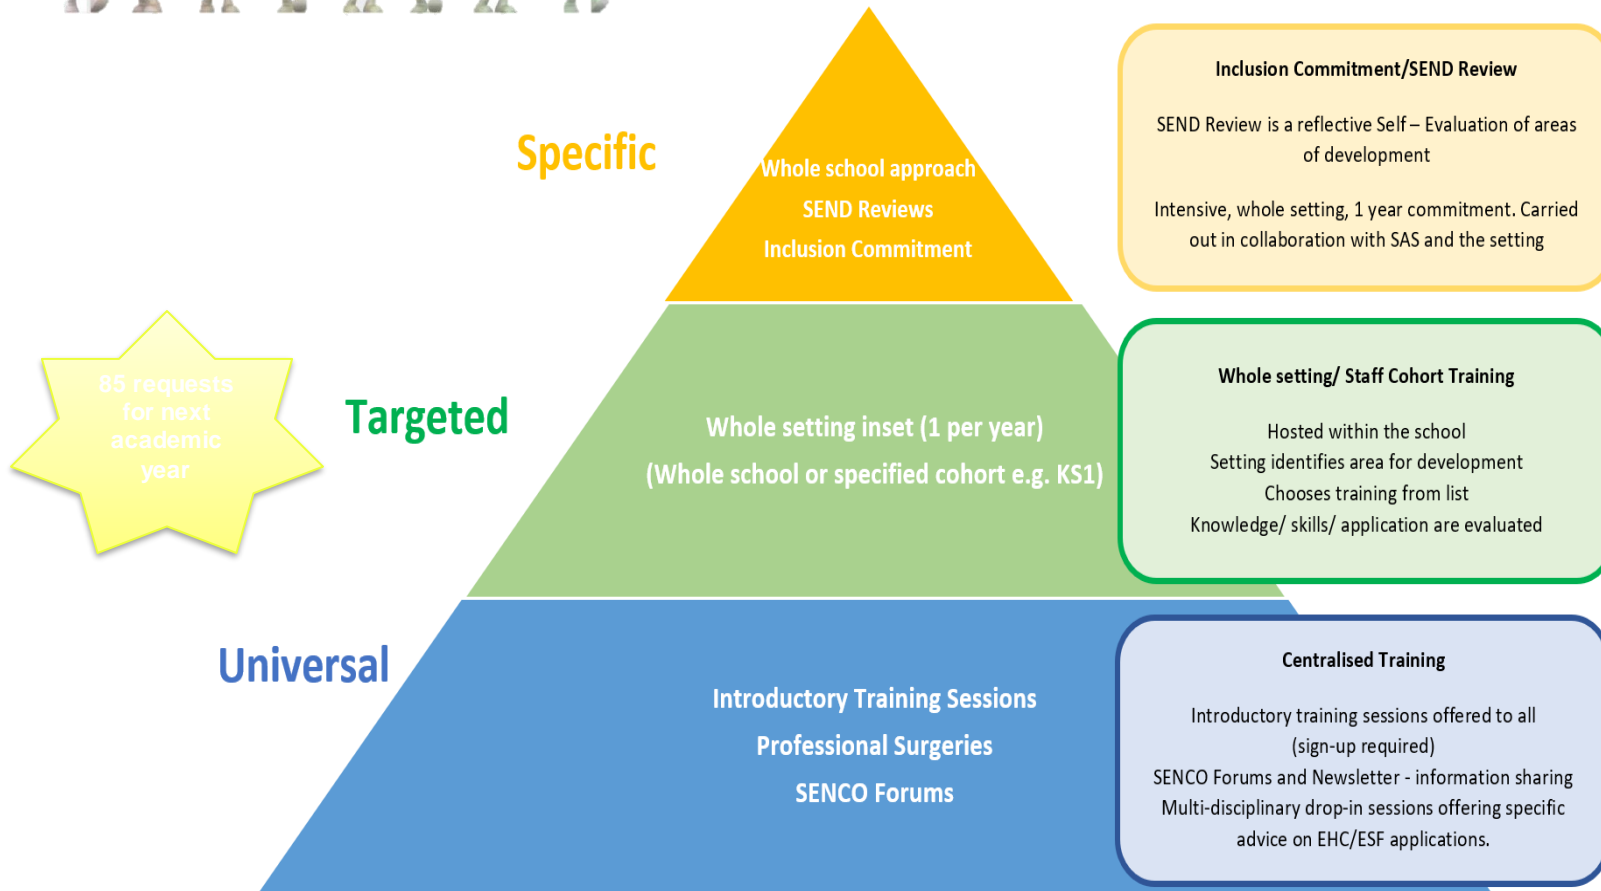 Specific
Whole school approach
SEND Reviews
Inclusion Commitment
Inclusion Commitment/SEND Review
SEND Review is a reflective Self – Evaluation of areas
of development
Intensive, whole setting, 1 year commitment. Carried
out in collaboration with SAS and the setting
85 requests
for next
academic
year
Targeted
Whole setting inset (1 per year)
(Whole school or specified cohort e.g. KS1)
Whole setting/ Staff Cohort Training
Hosted within the school
Setting identifies area for development
Chooses training from list
Knowledge/ skills/ application are evaluated
Universal
Introductory Training Sessions
Professional Surgeries
SENCO Forums
Centralised Training
Introductory training sessions offered to all
(sign-up required)
SENCO Forums and Newsletter - information sharing
Multi-disciplinary drop-in sessions offering specific
advice on EHC/ESF applications.